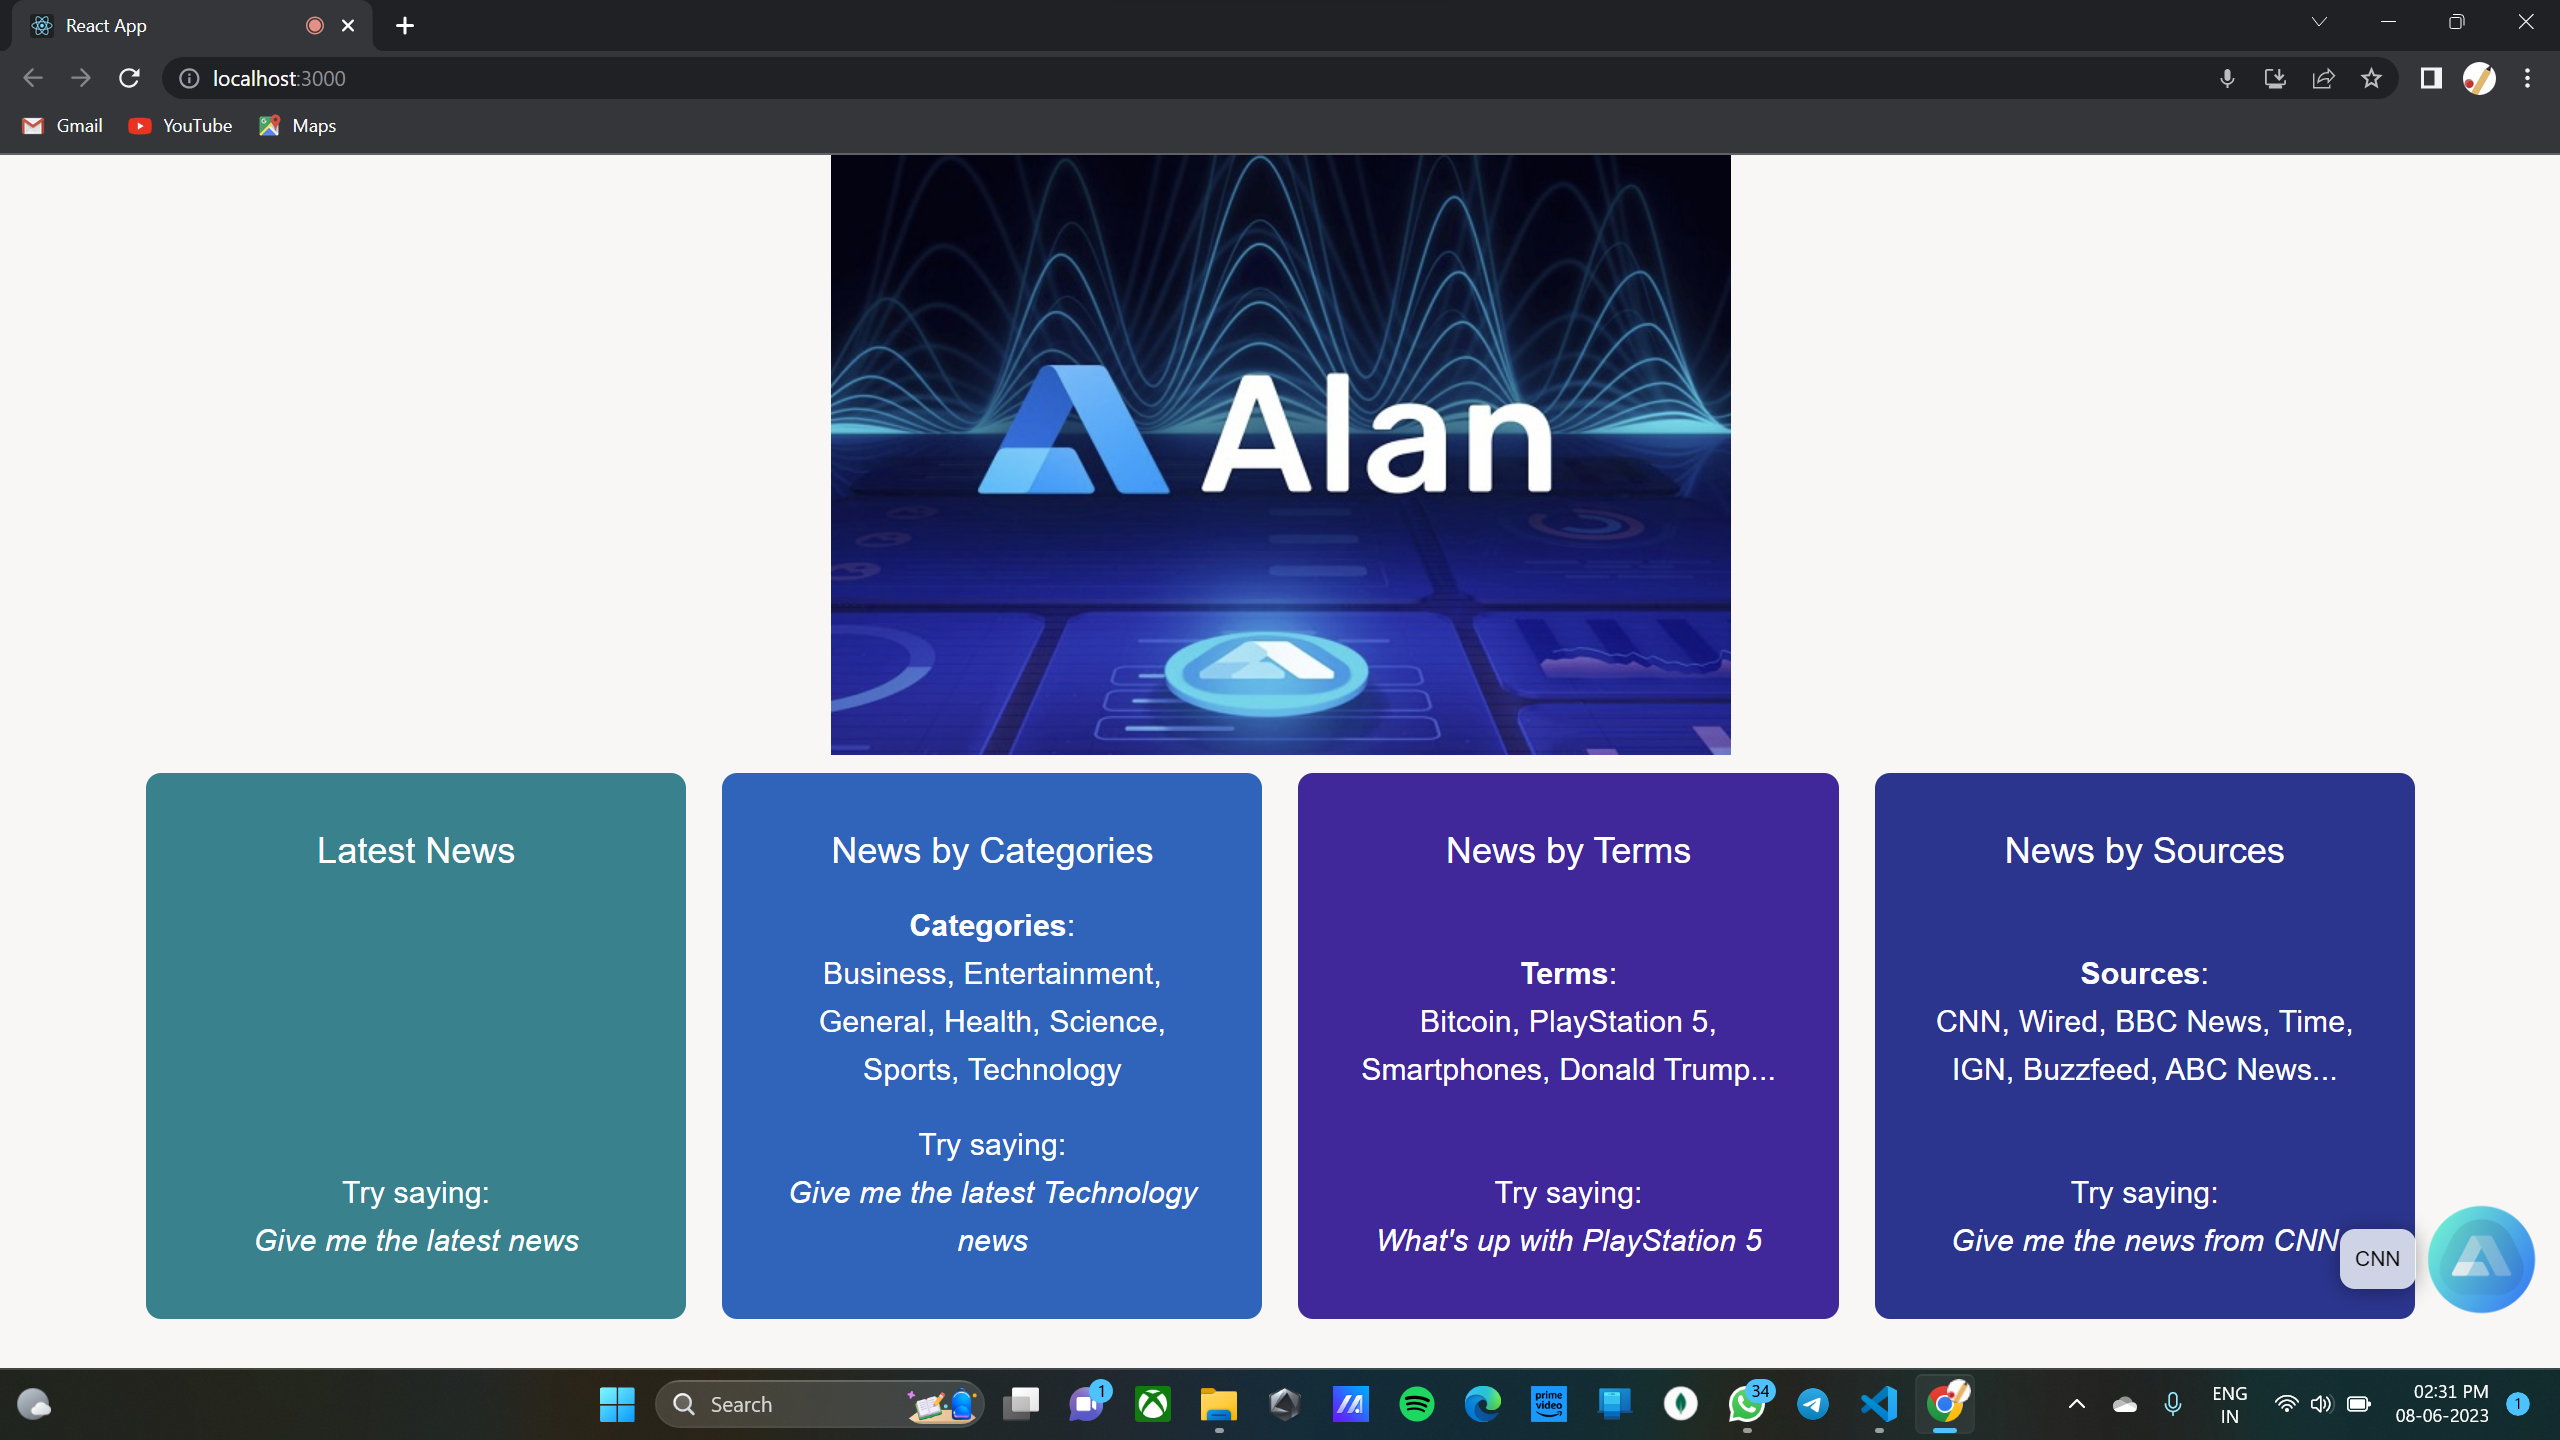 React App
localhost:3000
Gmail
YouTube
Maps
Alan
Latest News
Try saying:
Give me the latest news
News by Categories
Categories:
Business, Entertainment,
General, Health, Science,
Sports, Technology
Try saying:
Give me the latest Technology
news
News by Terms
Terms:
Bitcoin, PlayStation 5,
Smartphones, Donald Trump...
Try saying:
What's up with PlayStation 5
News by Sources
Sources:
CNN, Wired, BBC News, Time,
IGN, Buzzfeed, ABC News...
Try saying:
Give me the news from CNN
CNN
Search
1
prime video
34
ENG
IN
02:31 PM
08-06-2023
1